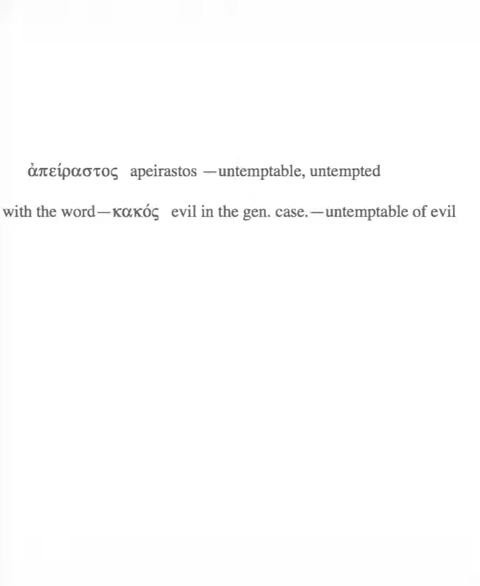 ἀπείραστος apeirastos —untemptable, untempted
with the word—κακός evil in the gen. case.—untemptable of evil